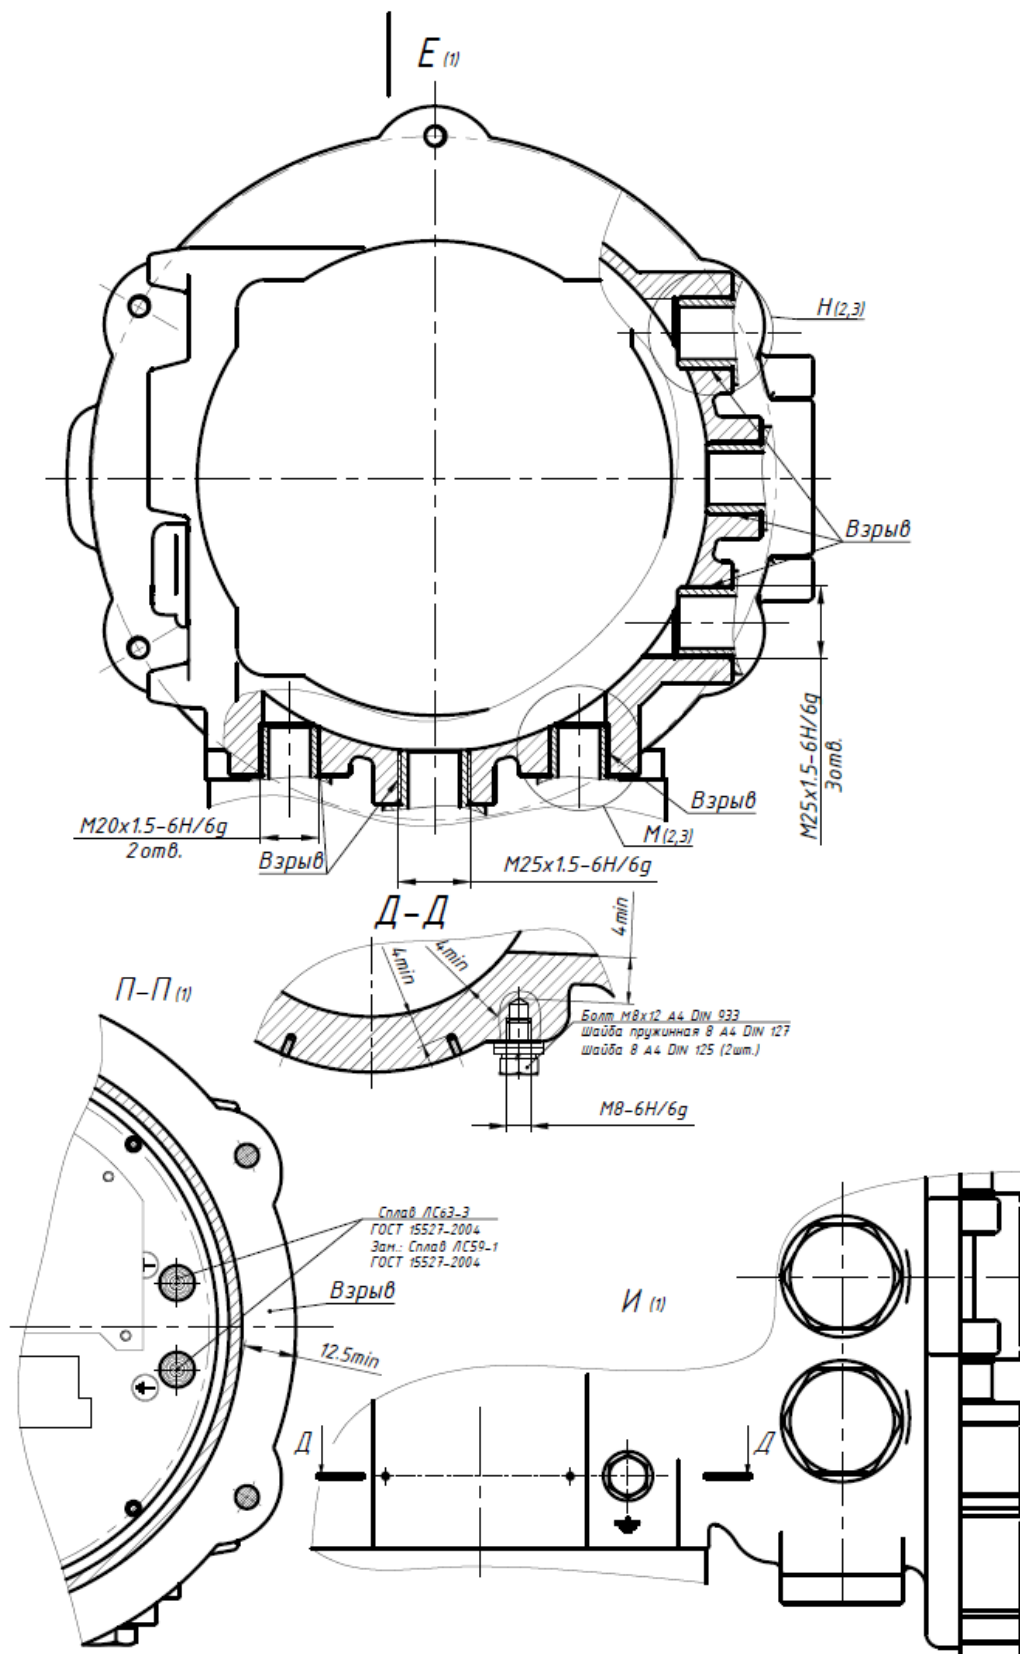 Е (1)
Н (2,3)
Взрыв
М25х1.5-6Н/6g
3отв.
Взрыв
М (2,3)
М20х1.5-6Н/6g
2отв.
Взрыв
М25х1.5-6Н/6g
Д-Д
4min
4min
4min
Болт М8х12 А4 DIN 933
Шайба пружинная 8 А4 DIN 127
Шайба 8 А4 DIN 125 (2шт.)
М8-6Н/6g
П-П (1)
Сплав ЛС63-3
ГОСТ 15527-2004
Зам.: Сплав ЛС59-1
ГОСТ 15527-2004
Взрыв
12.5min
И (1)
Д
Д